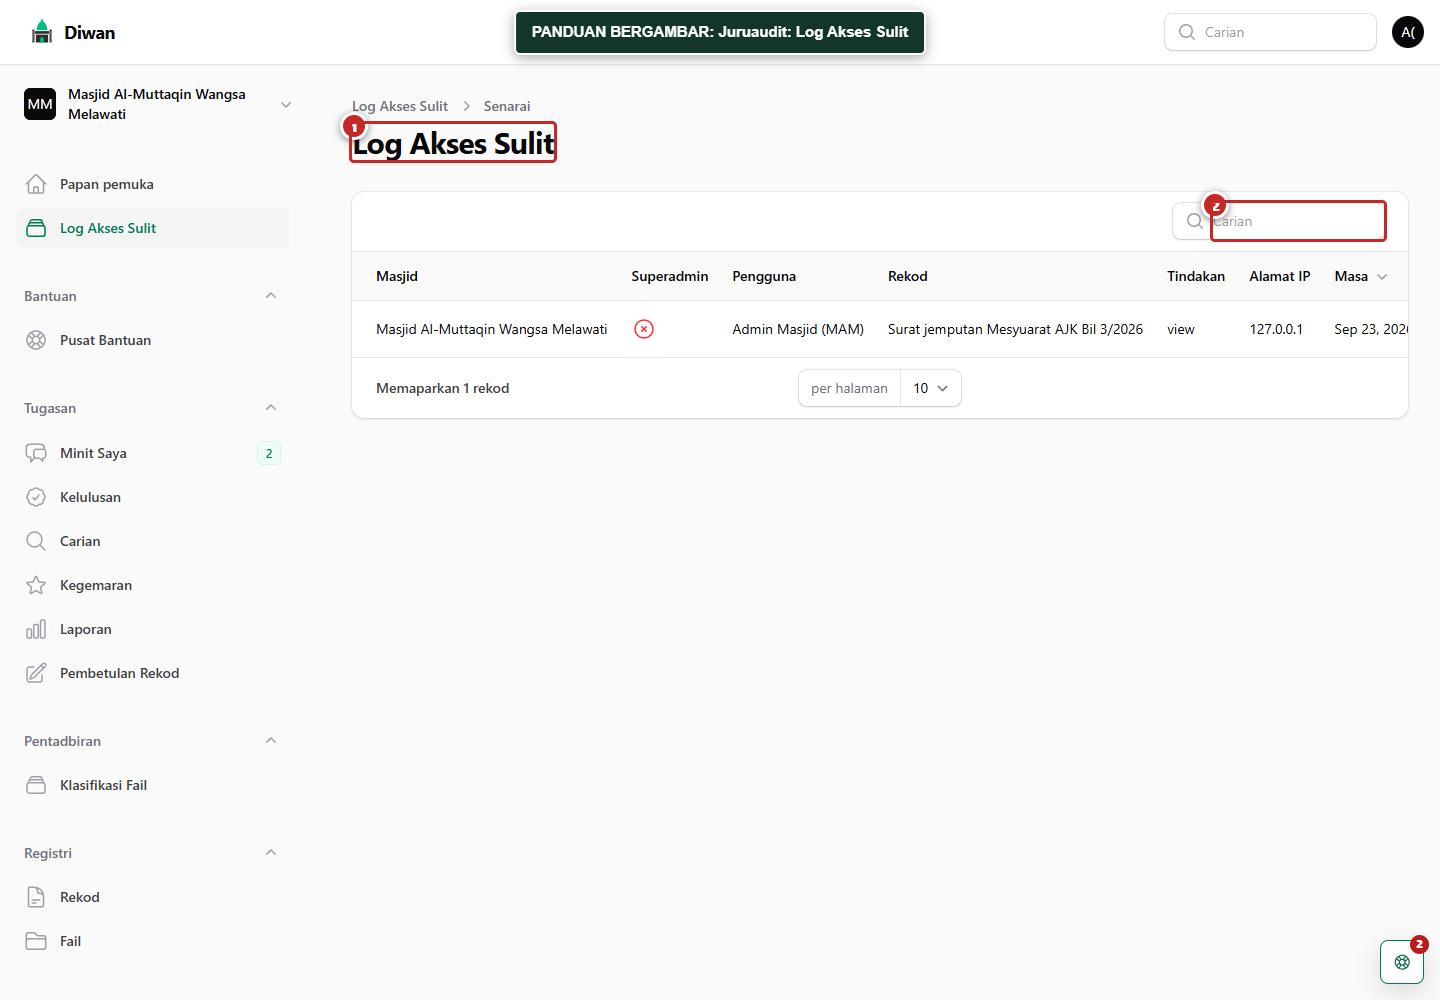 Diwan
PANDUAN BERGAMBAR: Juruaudit: Log Akses Sulit
Carian
A(
MM
Masjid Al-Muttaqin Wangsa
Melawati
Papan pemuka
Log Akses Sulit
Bantuan
Pusat Bantuan
Tugasan
Minit Saya
2
Kelulusan
Carian
Kegemaran
Laporan
Pembetulan Rekod
Pentadbiran
Klasifikasi Fail
Registri
Rekod
Fail
Log Akses Sulit
Senarai
1
Log Akses Sulit
2
Carian
Masjid Superadmin Pengguna Rekod Tindakan Alamat IP Masa
Masjid Al-Muttaqin Wangsa Melawati Admin Masjid (MAM) Surat jemputan Mesyuarat AJK Bil 3/2026 view 127.0.0.1 Sep 23, 2026
Memaparkan 1 rekod
per halaman 10
2